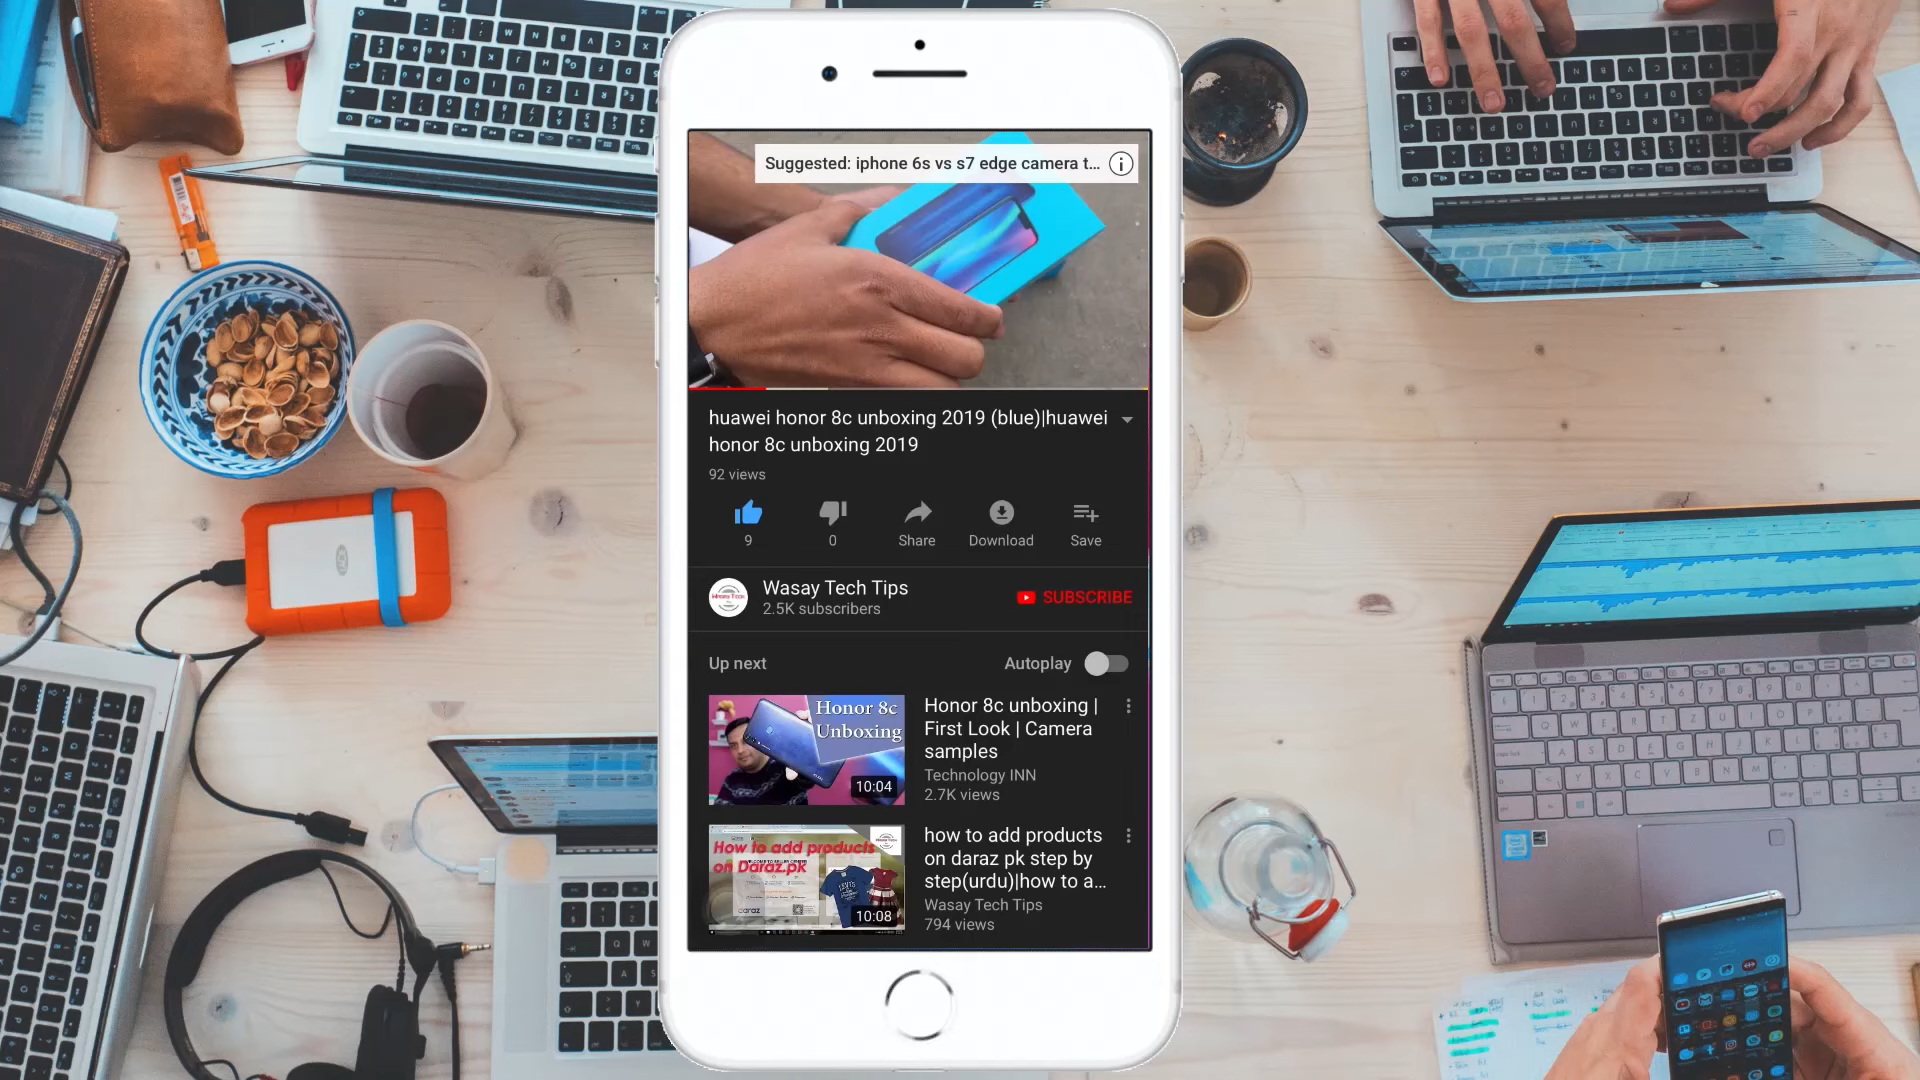 Suggested: iphone 6s vs s7 edge camera t...
huawei honor 8c unboxing 2019 (blue)|huawei
honor 8c unboxing 2019
92 views
9
0
Share
Download
Save
Wasay Tech Tips
2.5K subscribers
SUBSCRIBE
Up next
Autoplay
Honor 8c
Unboxing
10:04
Honor 8c unboxing |
First Look | Camera
samples
Technology INN
2.7K views
How to add products
on Daraz.pk
daraz
10:08
how to add products
on daraz pk step by
step(urdu)|how to a...
Wasay Tech Tips
794 views